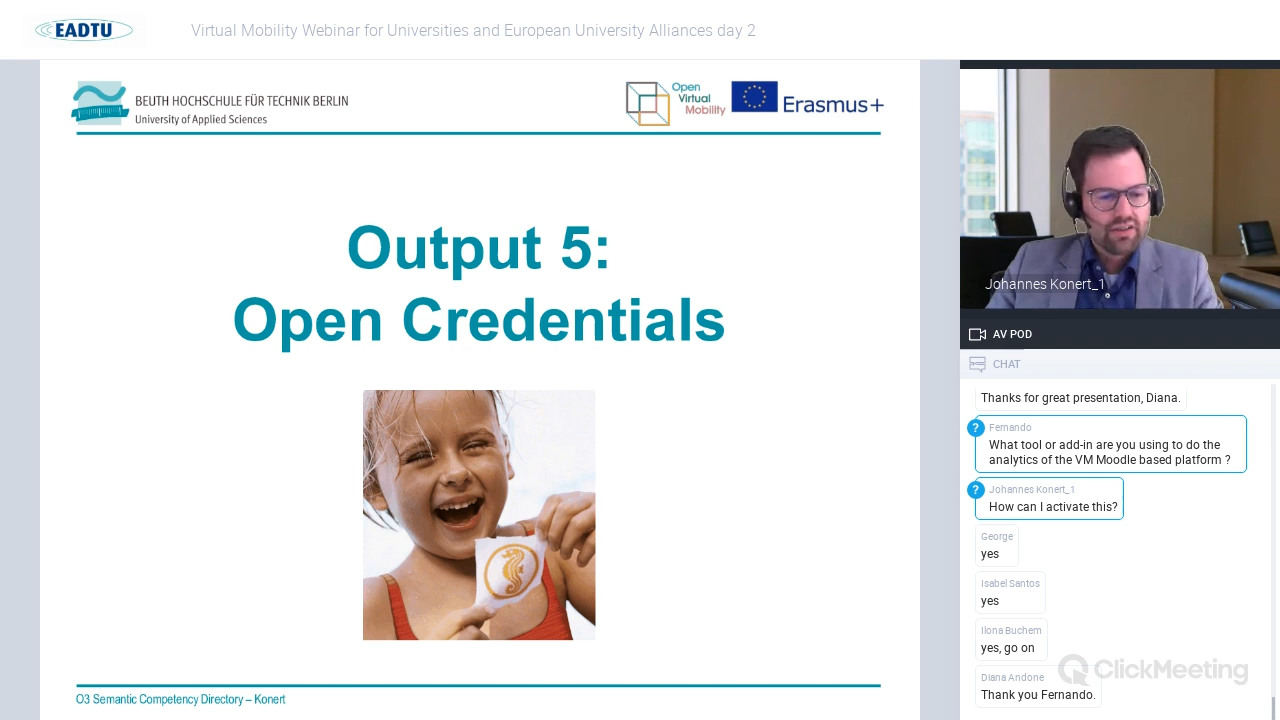 EADTU
Virtual Mobility Webinar for Universities and European University Alliances day 2
BEUTH HOCHSCHULE FÜR TECHNIK BERLIN
University of Applied Sciences
Open
Virtual
Mobility
Erasmus+
Output 5:
Open Credentials
O3 Semantic Competency Directory – Konert
Johannes Konert_1
AV POD
CHAT
Thanks for great presentation, Diana.
?
Fernando
What tool or add-in are you using to do the
analytics of the VM Moodle based platform ?
?
Johannes Konert_1
How can I activate this?
George
yes
Isabel Santos
yes
Ilona Buchem
yes, go on
Diana Andone
Thank you Fernando.
ClickMeeting